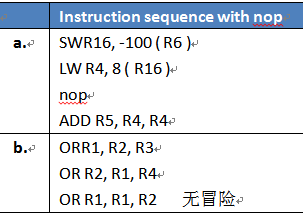 Instruction sequence with nop
a. SWR16, -100 ( R6 )
LW R4, 8 ( R16 )
nop
ADD R5, R4, R4
b. ORR1, R2, R3
OR R2, R1, R4
OR R1, R1, R2 无冒险